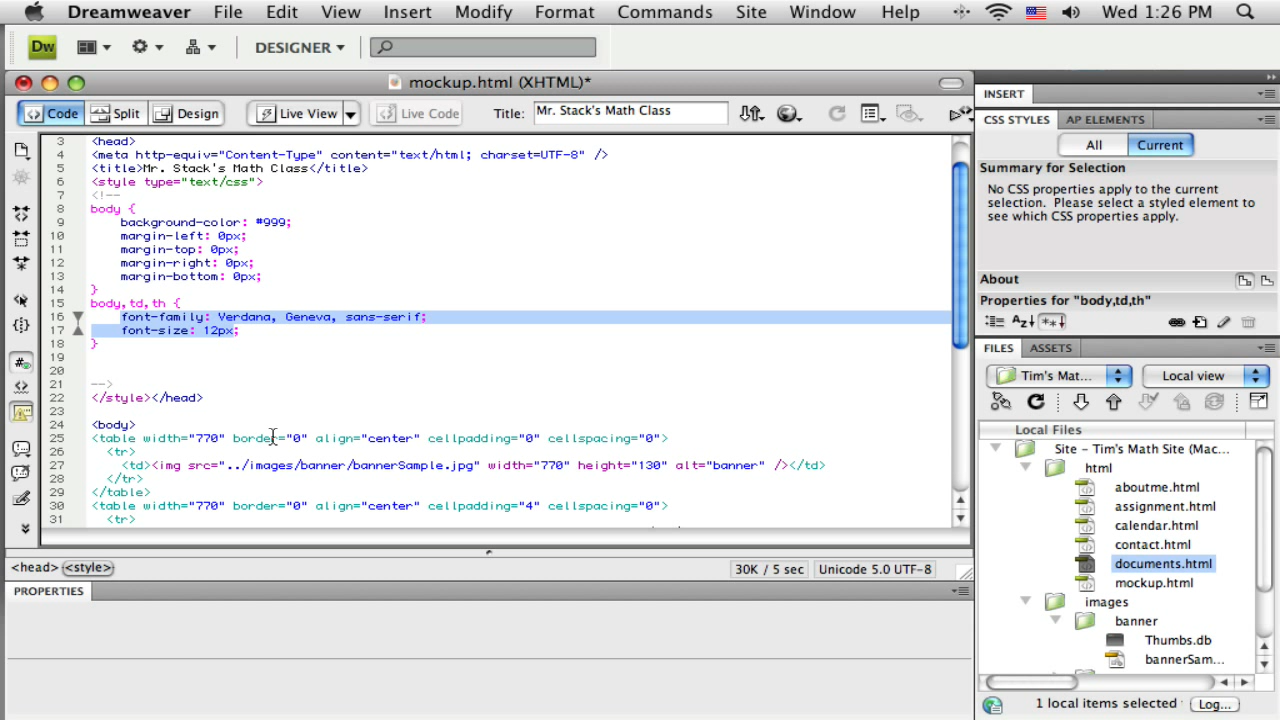 Dreamweaver File Edit View Insert Modify Format Commands Site Window Help Wed 1:26 PM
Dw DESIGNER
mockup.html (XHTML)*
Code Split Design Live View Live Code Title: Mr. Stack's Math Class
3 <head>
4 <meta http-equiv="Content-Type" content="text/html; charset=UTF-8" />
5 <title>Mr. Stack's Math Class</title>
6 <style type="text/css">
7 <!--
8 body {
9 background-color: #999;
10 margin-left: 0px;
11 margin-top: 0px;
12 margin-right: 0px;
13 margin-bottom: 0px;
14 }
15 body,td,th {
16 font-family: Verdana, Geneva, sans-serif;
17 font-size: 12px;
18 }
19
20
21 -->
22 </style></head>
23
24 <body>
25 <table width="770" border="0" align="center" cellpadding="0" cellspacing="0">
26 <tr>
27 <td><img src="../images/banner/bannerSample.jpg" width="770" height="130" alt="banner" /></td>
28 </tr>
29 </table>
30 <table width="770" border="0" align="center" cellpadding="4" cellspacing="0">
31 <tr>
<head> <style> 30K / 5 sec Unicode 5.0 UTF-8
PROPERTIES
INSERT
CSS STYLES AP ELEMENTS
All Current
Summary for Selection
No CSS properties apply to the current
selection. Please select a styled element
to see which CSS properties apply.
About
Properties for "body,td,th"
FILES ASSETS
Tim's Mat... Local view
Local Files
Site – Tim's Math Site (Mac...
html
aboutme.html
assignment.html
calendar.html
contact.html
documents.html
mockup.html
images
banner
Thumbs.db
bannerSam...
1 local items selected Log...